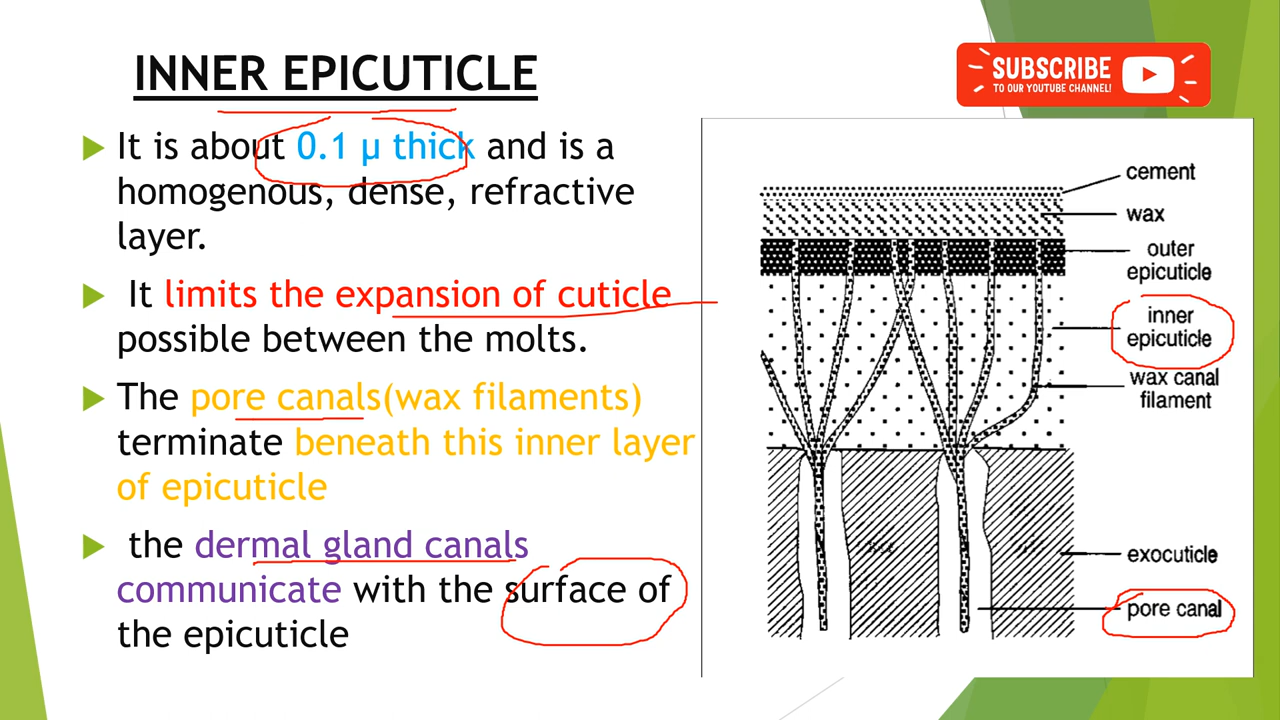 INNER EPICUTICLE
SUBSCRIBE
TO OUR YOUTUBE CHANNEL!
It is about 0.1 µ thick and is a
homogenous, dense, refractive
layer.
It limits the expansion of cuticle
possible between the molts.
The pore canals(wax filaments)
terminate beneath this inner layer
of epicuticle
the dermal gland canals
communicate with the surface of
the epicuticle
cement
wax
outer
epicuticle
inner
epicuticle
wax canal
filament
exocuticle
pore canal